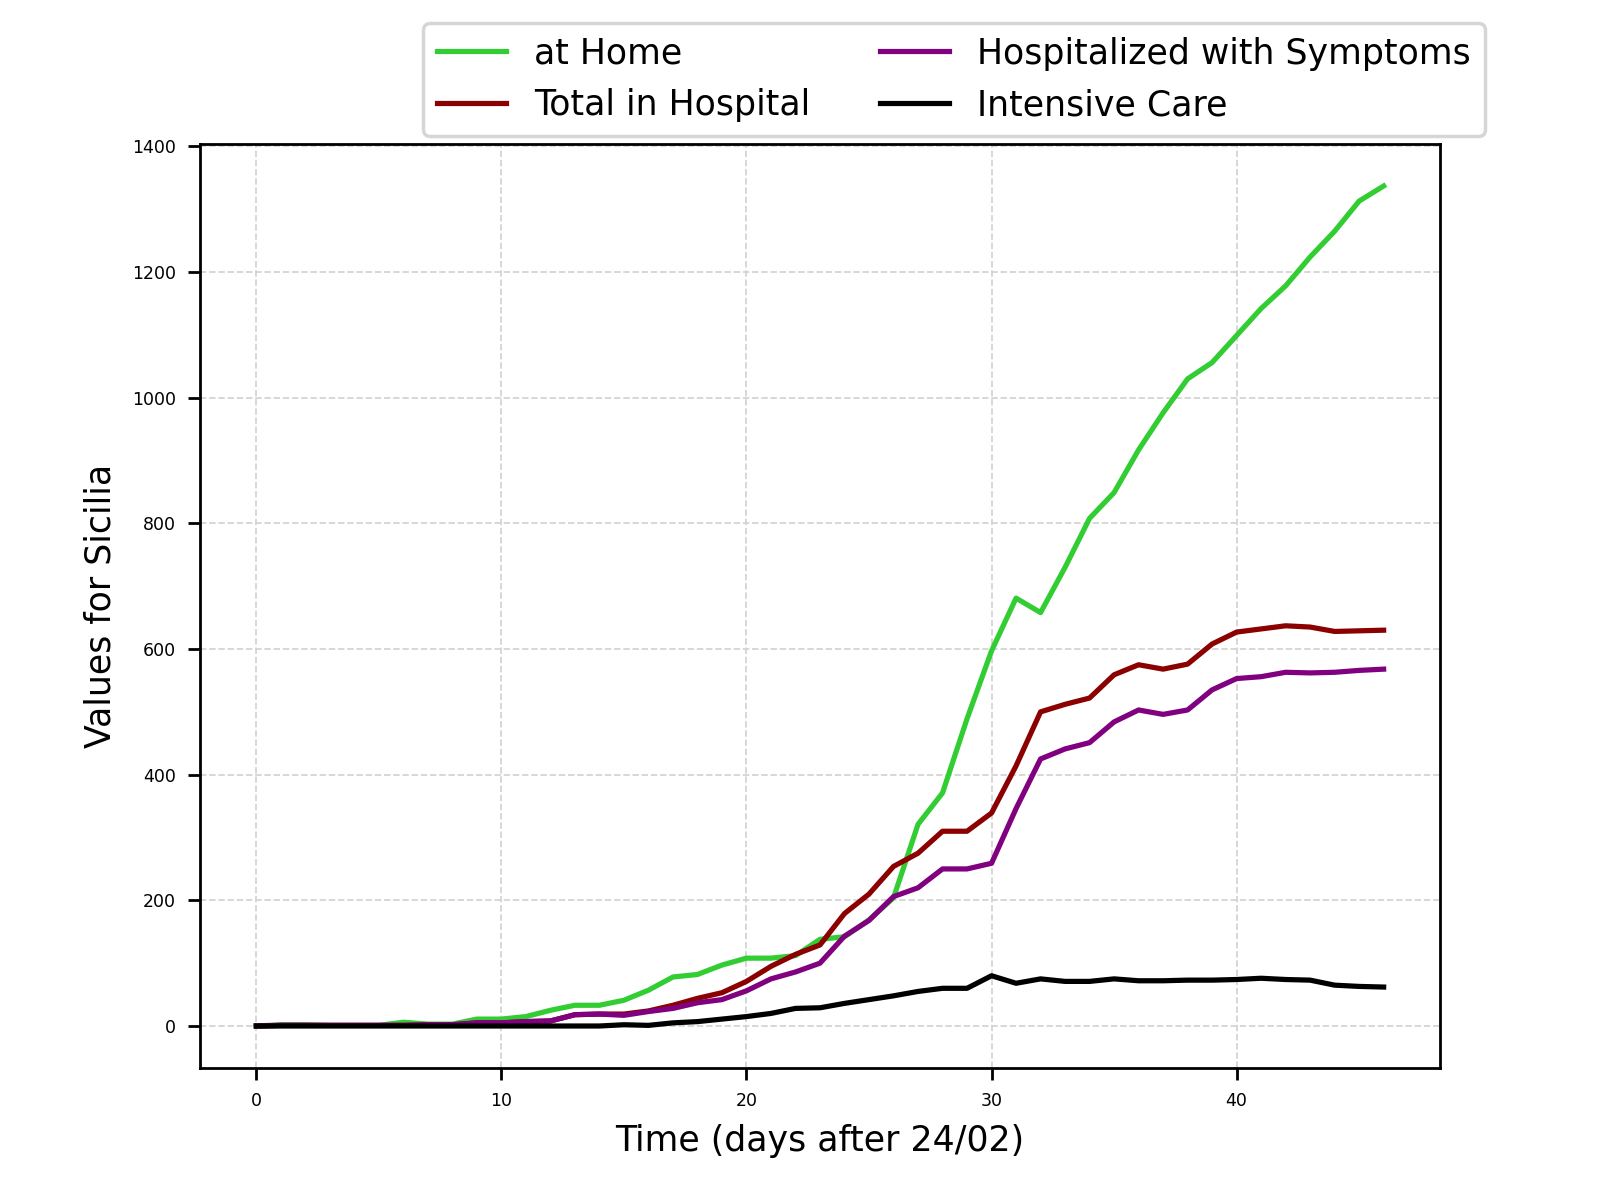 at Home
Total in Hospital
Hospitalized with Symptoms
Intensive Care
1400
1200
1000
800
600
400
200
0
Values for Sicilia
0 10 20 30 40
Time (days after 24/02)